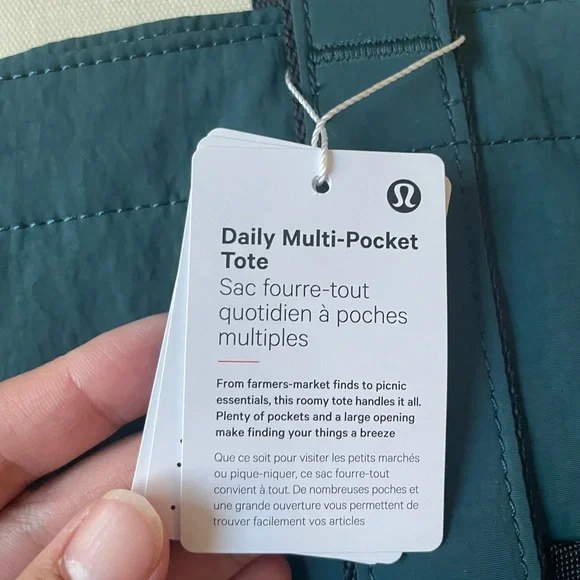 Daily Multi-Pocket
Tote
Sac fourre-tout
quotidien à poches
multiples
From farmers-market finds to picnic
essentials, this roomy tote handles it all.
Plenty of pockets and a large opening
make finding your things a breeze
Que ce soit pour visiter les petits marchés
ou pique-niquer, ce sac fourre-tout
convient à tout. De nombreuses poches et
une grande ouverture vous permettent de
trouver facilement vos articles